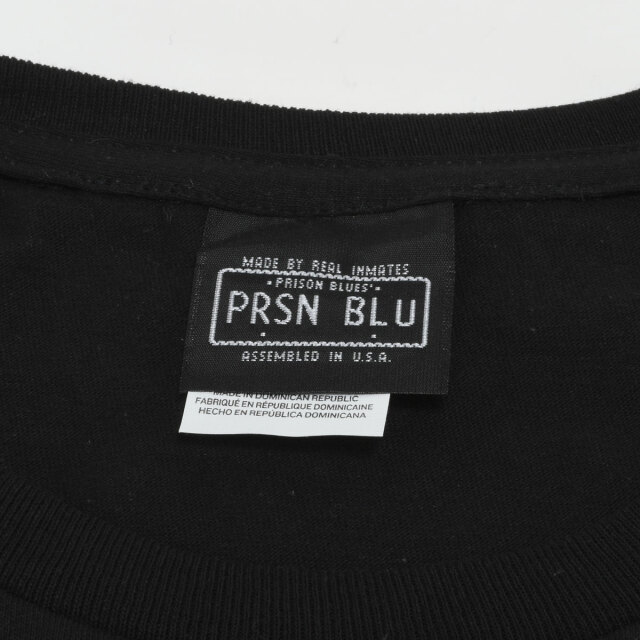 MADE BY REAL INMATES
"PRISON BLUES"
PRSN BLU
ASSEMBLED IN U.S.A.
MADE IN DOMINICAN REPUBLIC
FABRIQUÉ EN RÉPUBLIQUE DOMINICAINE
HECHO EN REPUBLICA DOMINICANA